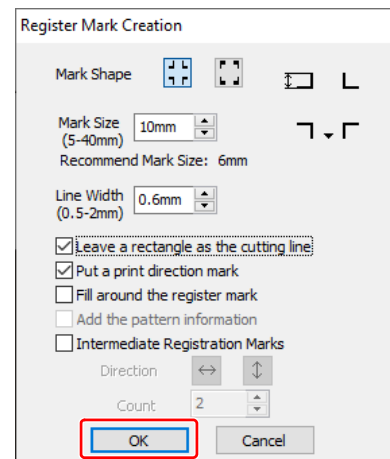 Register Mark Creation
Mark Shape
Mark Size
(5-40mm)
10mm
Recommend Mark Size: 6mm
Line Width
(0.5-2mm)
0.6mm
Leave a rectangle as the cutting line
Put a print direction mark
Fill around the register mark
Add the pattern information
Intermediate Registration Marks
Direction
Count
2
OK
Cancel